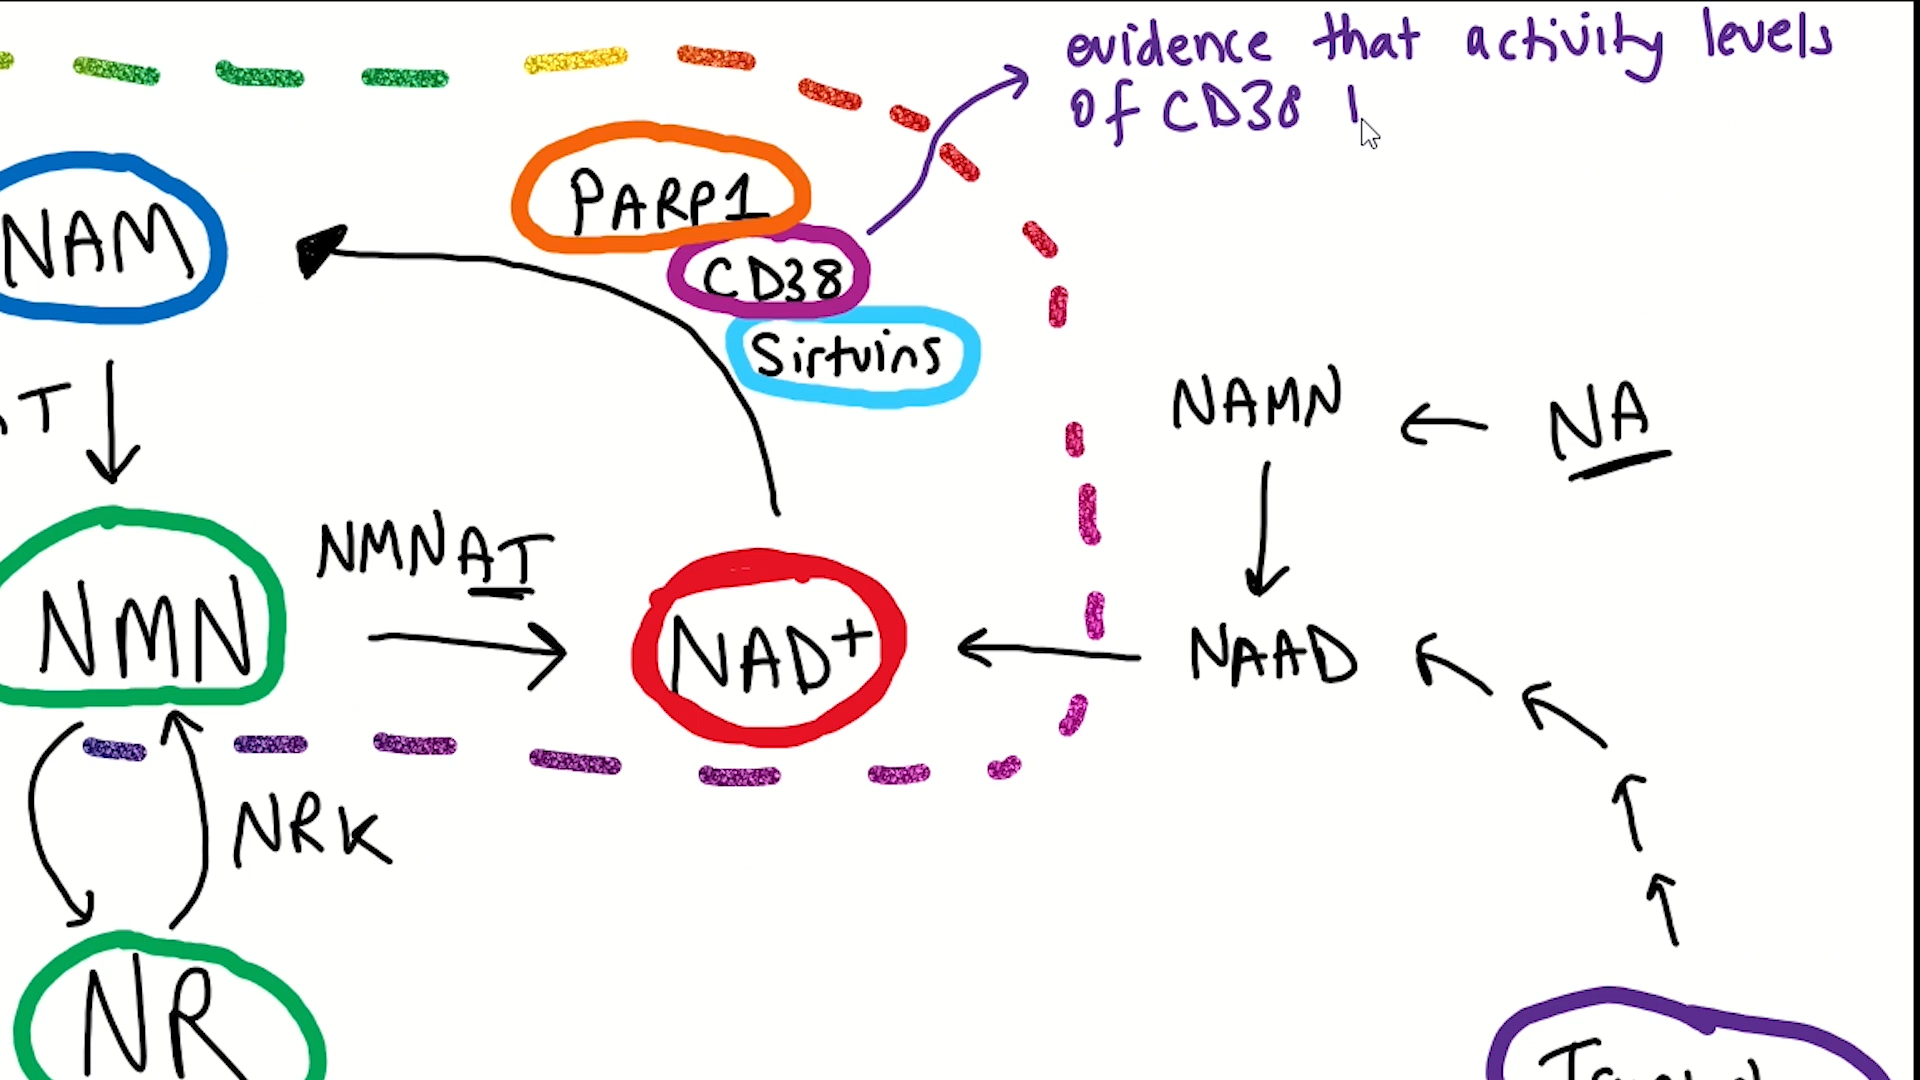 evidence that activity levels
of CD38
PARP1
NAM
CD38
Sirtuins
NAMN
NA
NMNAT
NMN
NAD+
NAAD
NRK
NR